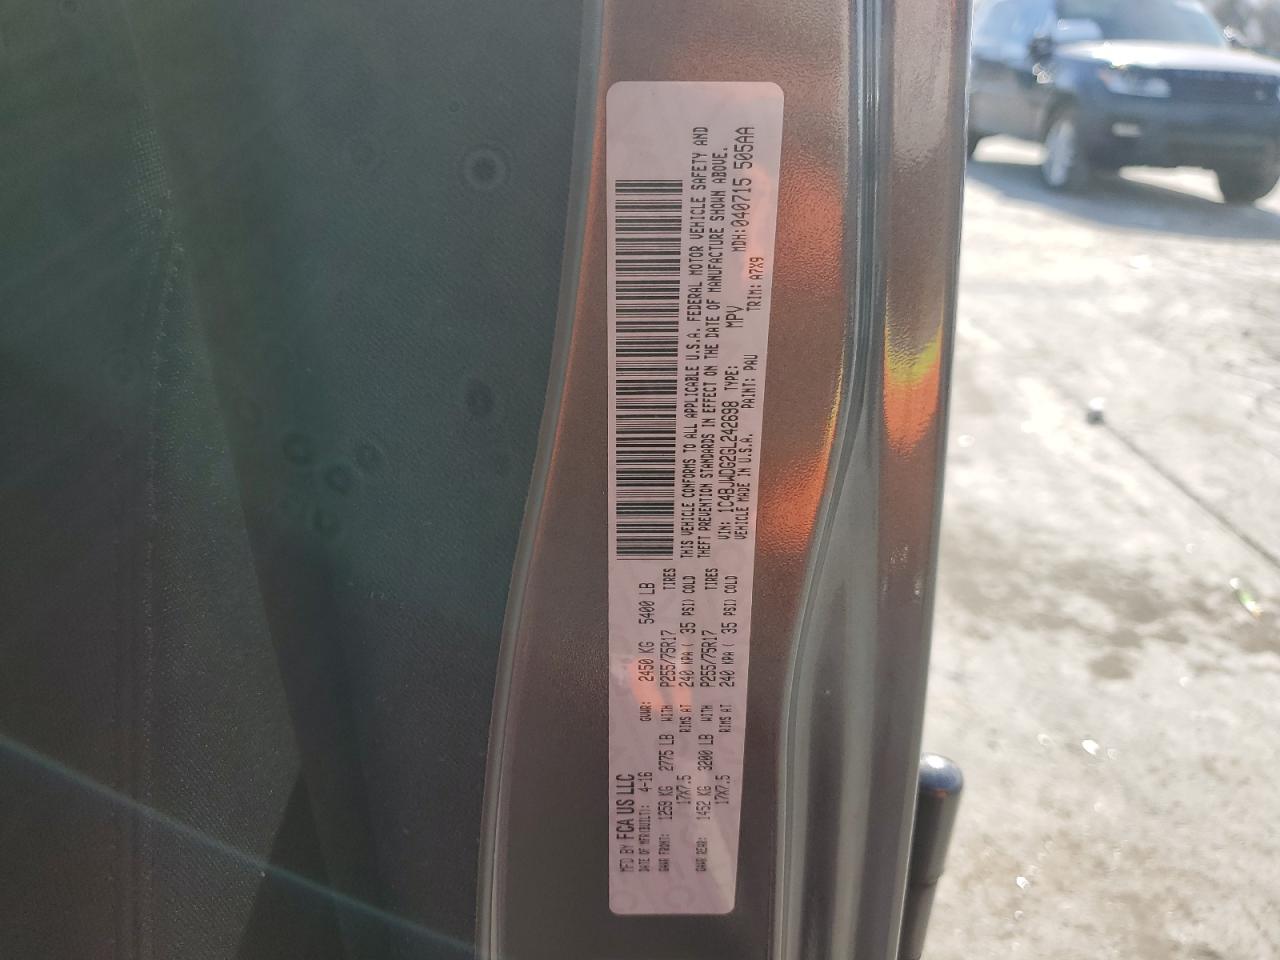 MFD BY FCA US LLC
DATE OF MFR(BUILT): 4-16 GVWR: 2450 KG 5400 LB
GAWR FRONT: 1259 KG 2775 LB WITH P255/75R17 TIRES
17X7.5 RIMS AT 240 KPA ( 35 PSI) COLD
GAWR REAR: 1452 KG 3200 LB WITH P255/75R17 TIRES
17X7.5 RIMS AT 240 KPA ( 35 PSI) COLD
THIS VEHICLE CONFORMS TO ALL APPLICABLE U.S.A. FEDERAL MOTOR VEHICLE SAFETY AND
THEFT PREVENTION STANDARDS IN EFFECT ON THE DATE OF MANUFACTURE SHOWN ABOVE.
VIN: 1C4BJWDG2GL242698 TYPE: MPV MDH: 040715 505AA
VEHICLE MADE IN U.S.A. PAINT: PAU TRIM: A7X9